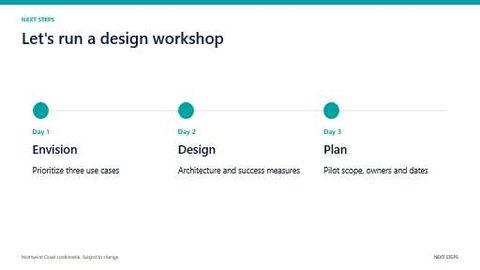 NEXT STEPS
Let's run a design workshop
Day 1
Envision
Prioritize three use cases
Day 2
Design
Architecture and success measures
Day 3
Plan
Pilot scope, owners and dates
Northwind Cloud confidential. Subject to change.
NEXT STEPS